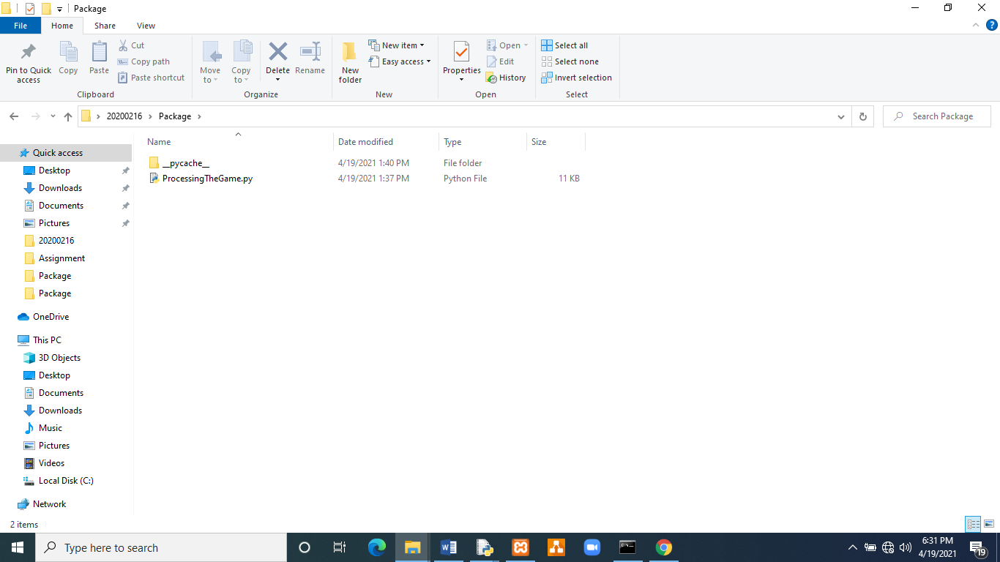 Package
File Home Share View
Pin to Quick access
Copy
Paste
Cut
Copy path
Paste shortcut
Clipboard
Move to
Copy to
Delete
Rename
Organize
New folder
New item
Easy access
New
Properties
Open
Edit
History
Open
Select all
Select none
Invert selection
Select
20200216 Package
Search Package
Name Date modified Type Size
__pycache__ 4/19/2021 1:40 PM File folder
ProcessingTheGame.py 4/19/2021 1:37 PM Python File 11 KB
Quick access
Desktop
Downloads
Documents
Pictures
20200216
Assignment
Package
Package
OneDrive
This PC
3D Objects
Desktop
Documents
Downloads
Music
Pictures
Videos
Local Disk (C:)
Network
2 items
Type here to search
6:31 PM
4/19/2021
19